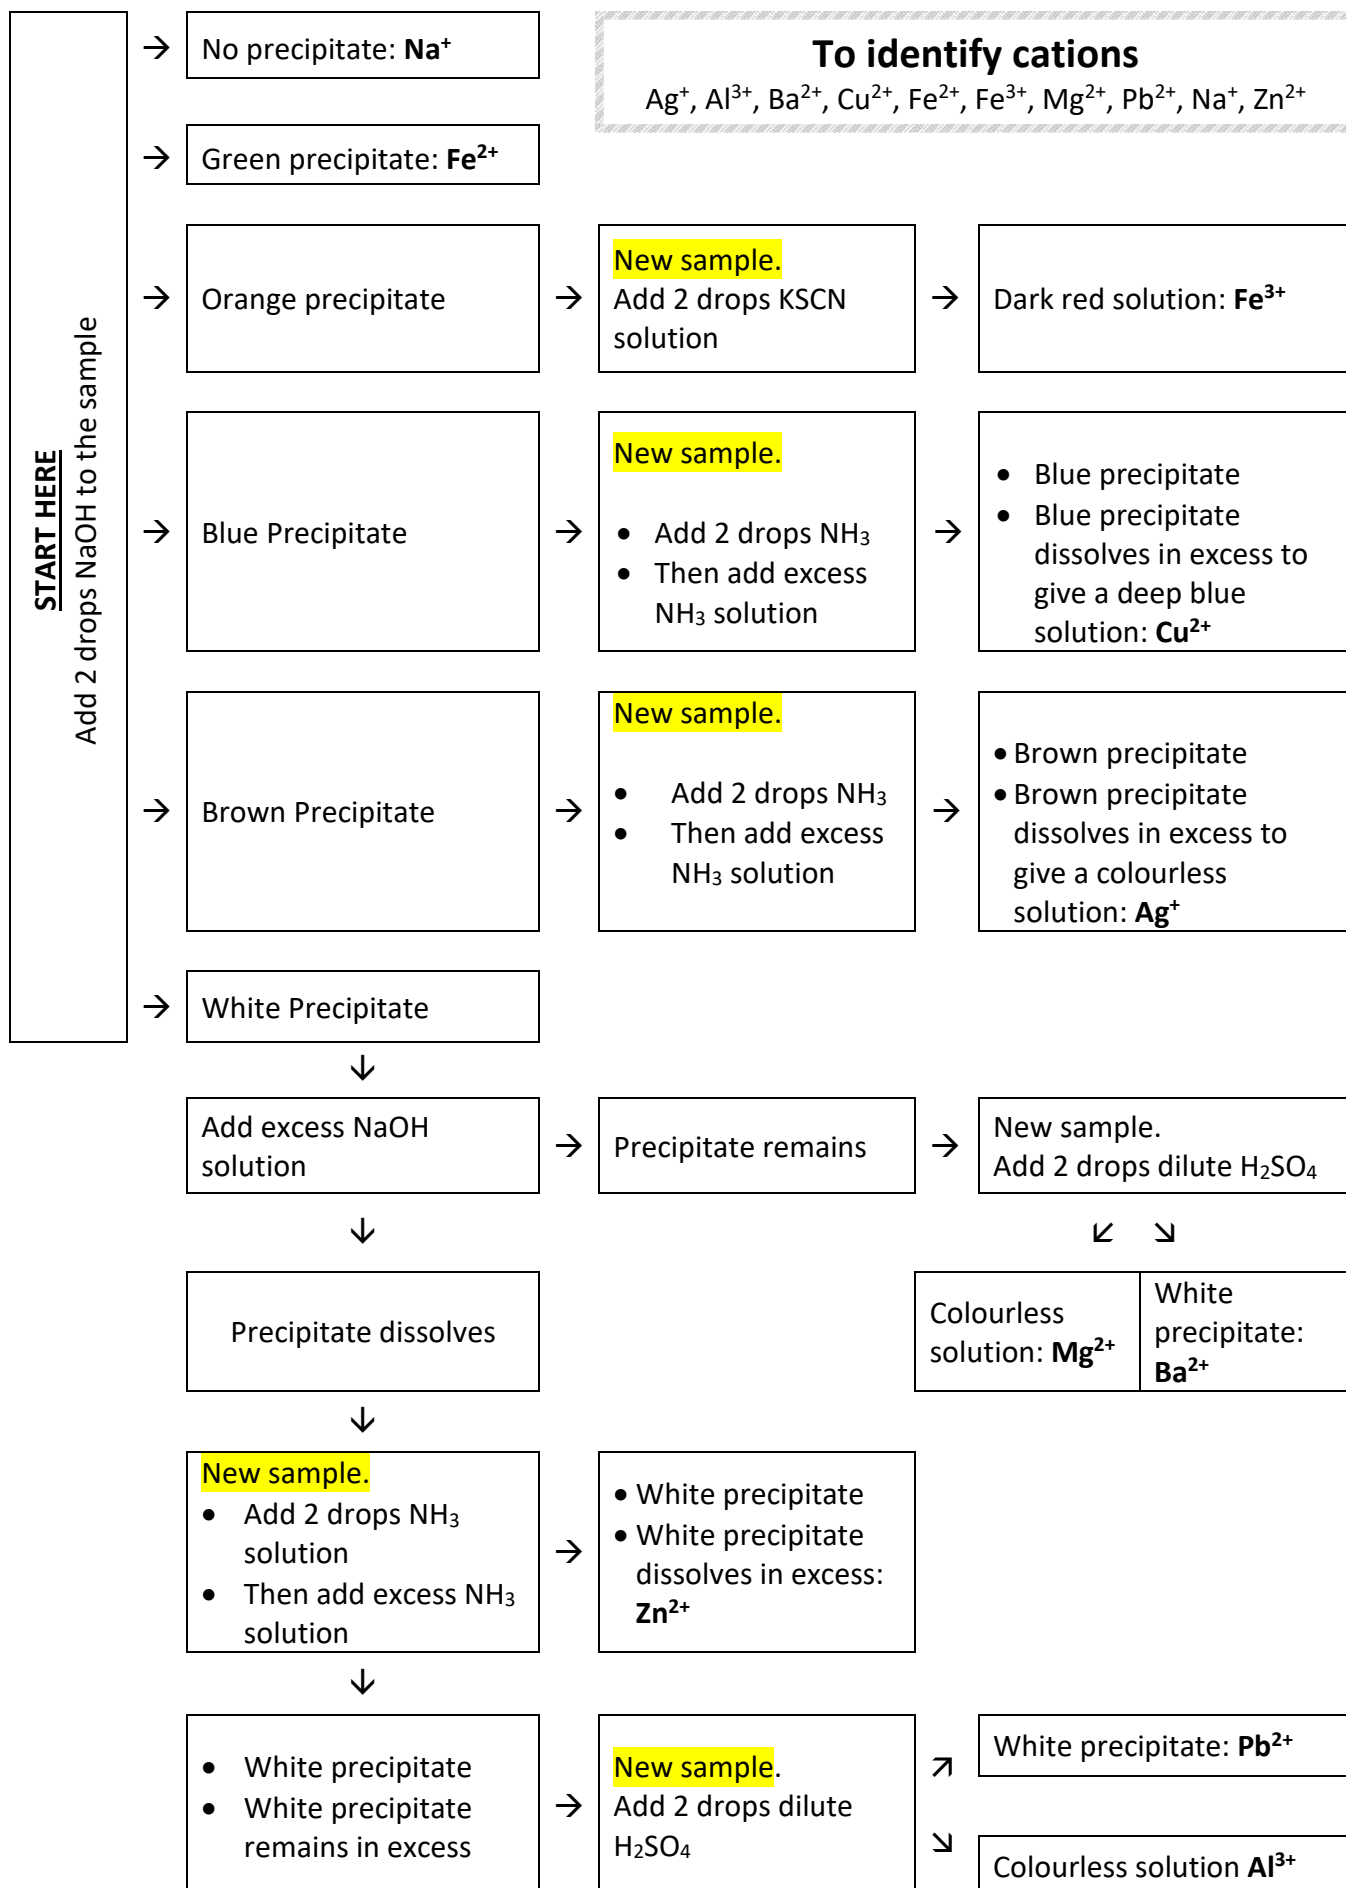 To identify cations
Ag⁺, Al³⁺, Ba²⁺, Cu²⁺, Fe²⁺, Fe³⁺, Mg²⁺, Pb²⁺, Na⁺, Zn²⁺
START HERE
Add 2 drops NaOH to the sample
→
No precipitate: Na⁺
→
Green precipitate: Fe²⁺
→
Orange precipitate
→
New sample.
Add 2 drops KSCN
solution
→
Dark red solution: Fe³⁺
→
Blue Precipitate
→
New sample.
• Add 2 drops NH₃
• Then add excess
NH₃ solution
→
• Blue precipitate
• Blue precipitate
dissolves in excess to
give a deep blue
solution: Cu²⁺
→
Brown Precipitate
→
New sample.
• Add 2 drops NH₃
• Then add excess
NH₃ solution
→
• Brown precipitate
• Brown precipitate
dissolves in excess to
give a colourless
solution: Ag⁺
→
White Precipitate
↓
Add excess NaOH
solution
→
Precipitate remains
→
New sample.
Add 2 drops dilute H₂SO₄
↙ ↘
Colourless
solution: Mg²⁺
White
precipitate:
Ba²⁺
↓
Precipitate dissolves
↓
New sample.
• Add 2 drops NH₃
solution
• Then add excess NH₃
solution
→
• White precipitate
• White precipitate
dissolves in excess:
Zn²⁺
↓
• White precipitate
• White precipitate
remains in excess
→
New sample.
Add 2 drops dilute
H₂SO₄
↗
White precipitate: Pb²⁺
↘
Colourless solution Al³⁺